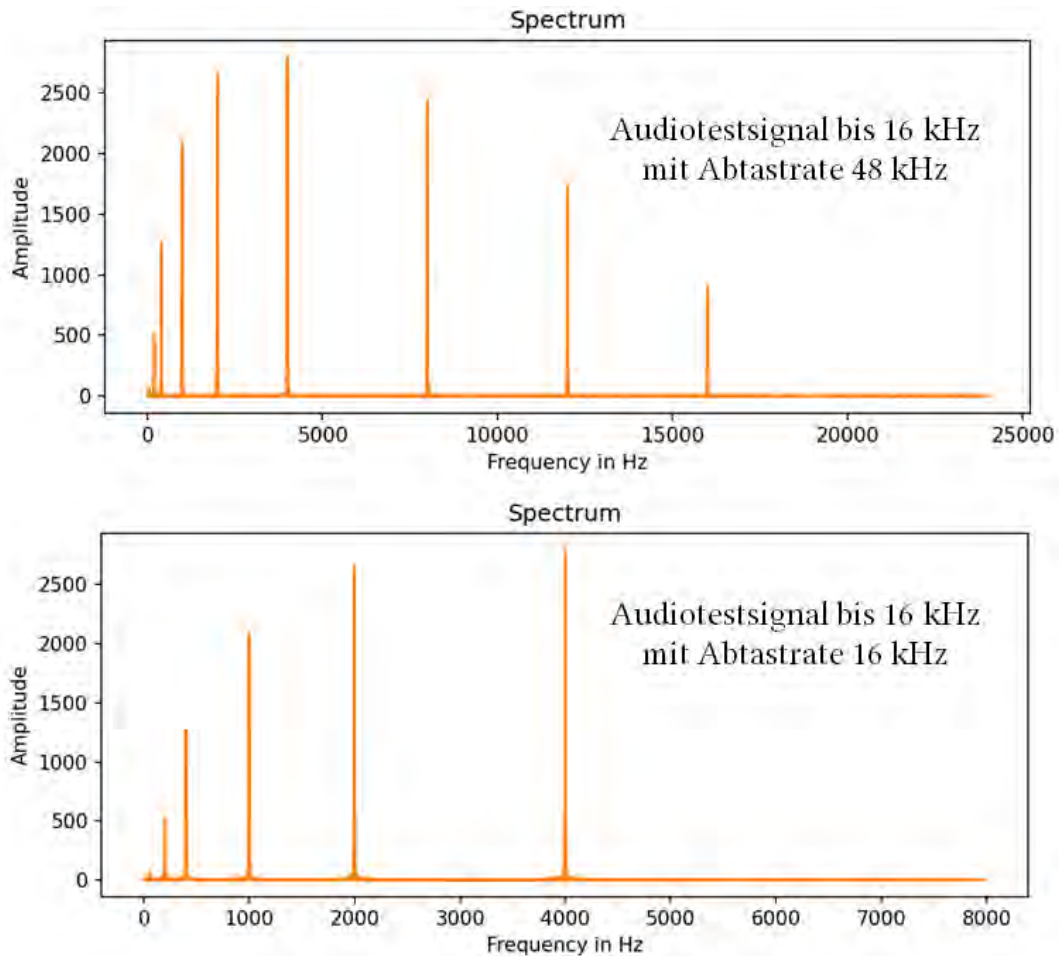 Spectrum
2500
2000
1500
1000
500
0
Amplitude
Audiotestsignal bis 16 kHz
mit Abtastrate 48 kHz
0 5000 10000 15000 20000 25000
Frequency in Hz
Spectrum
2500
2000
1500
1000
500
0
Amplitude
Audiotestsignal bis 16 kHz
mit Abtastrate 16 kHz
0 1000 2000 3000 4000 5000 6000 7000 8000
Frequency in Hz